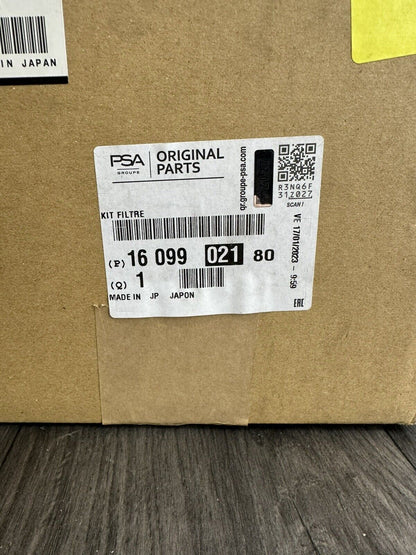 IN JAPAN
PSA
GROUPE
ORIGINAL
PARTS
qr.groupe-psa.com
R3NQ6F
31Z027
SCAN !
KIT FILTRE
(P) 16 099 021 80
(Q) 1
MADE IN JP JAPON
VE 17/01/2023 - 9:59
EAC